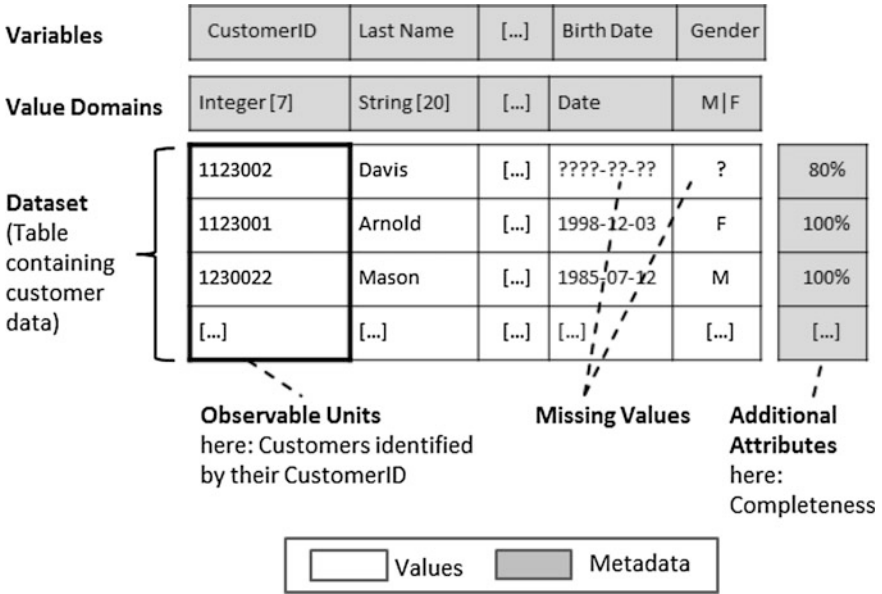 Variables CustomerID Last Name [...] Birth Date Gender
Value Domains Integer [7] String [20] [...] Date M|F
1123002 Davis [...] ????-??-?? ? 80%
Dataset
(Table
containing
customer
data)
1123001 Arnold [...] 1998-12-03 F 100%
1230022 Mason [...] 1985-07-12 M 100%
[...] [...] [...] [...] [...] [...]
Observable Units
here: Customers identified
by their CustomerID
Missing Values
Additional
Attributes
here:
Completeness
Values Metadata